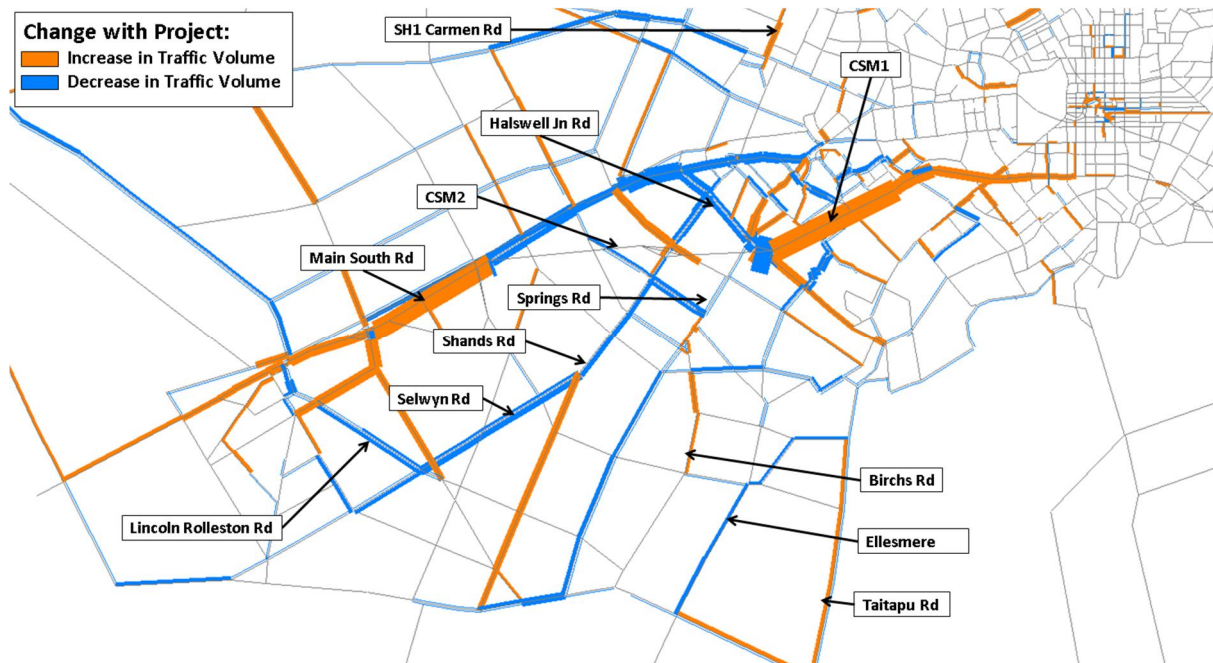 Change with Project:
Increase in Traffic Volume
Decrease in Traffic Volume
SH1 Carmen Rd
CSM1
Halswell Jn Rd
CSM2
Main South Rd
Springs Rd
Shands Rd
Selwyn Rd
Birchs Rd
Lincoln Rolleston Rd
Ellesmere
Taitapu Rd